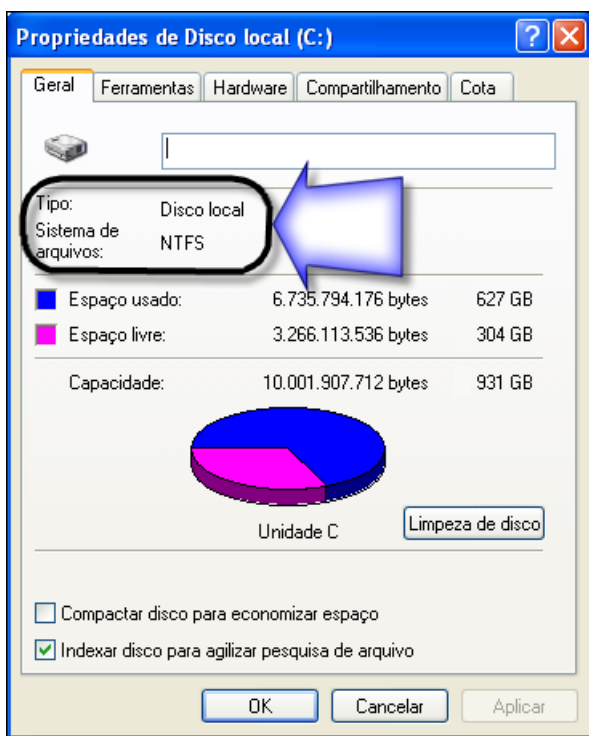 Propriedades de Disco local (C:)
Geral Ferramentas Hardware Compartilhamento Cota
Tipo: Disco local
Sistema de
arquivos: NTFS
Espaço usado: 6.735.794.176 bytes 627 GB
Espaço livre: 3.266.113.536 bytes 304 GB
Capacidade: 10.001.907.712 bytes 931 GB
Unidade C
Limpeza de disco
Compactar disco para economizar espaço
Indexar disco para agilizar pesquisa de arquivo
OK Cancelar Aplicar